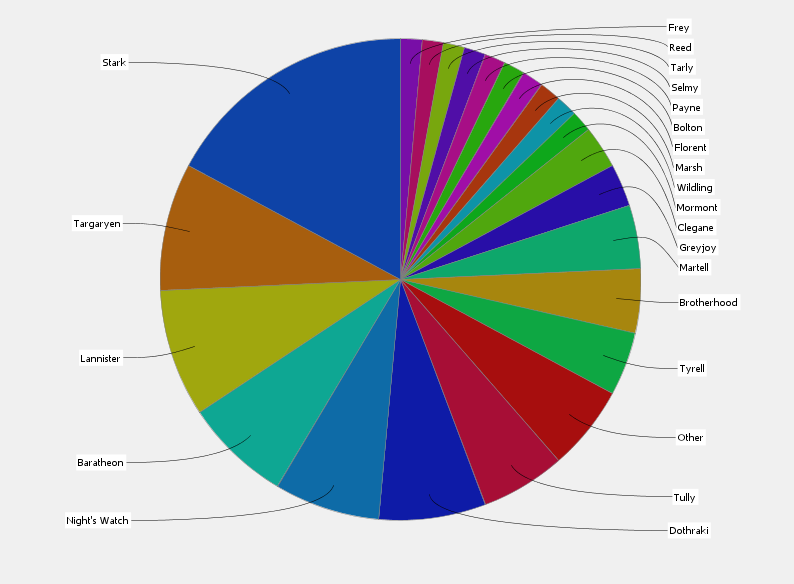 Frey
Reed
Stark
Tarly
Selmy
Payne
Bolton
Florent
Marsh
Wildling
Mormont
Targaryen
Clegane
Greyjoy
Martell
Brotherhood
Lannister
Tyrell
Other
Baratheon
Tully
Night's Watch
Dothraki